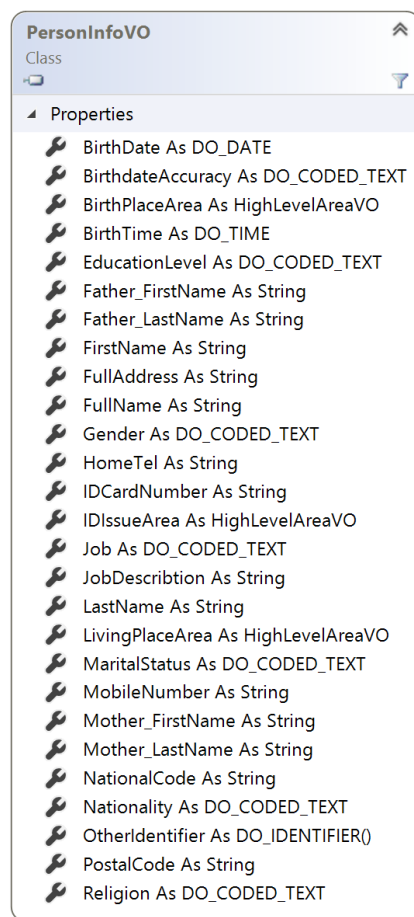 PersonInfoVO
Class
Properties
BirthDate As DO_DATE
BirthdateAccuracy As DO_CODED_TEXT
BirthPlaceArea As HighLevelAreaVO
BirthTime As DO_TIME
EducationLevel As DO_CODED_TEXT
Father_FirstName As String
Father_LastName As String
FirstName As String
FullAddress As String
FullName As String
Gender As DO_CODED_TEXT
HomeTel As String
IDCardNumber As String
IDIssueArea As HighLevelAreaVO
Job As DO_CODED_TEXT
JobDescribtion As String
LastName As String
LivingPlaceArea As HighLevelAreaVO
MaritalStatus As DO_CODED_TEXT
MobileNumber As String
Mother_FirstName As String
Mother_LastName As String
NationalCode As String
Nationality As DO_CODED_TEXT
OtherIdentifier As DO_IDENTIFIER()
PostalCode As String
Religion As DO_CODED_TEXT